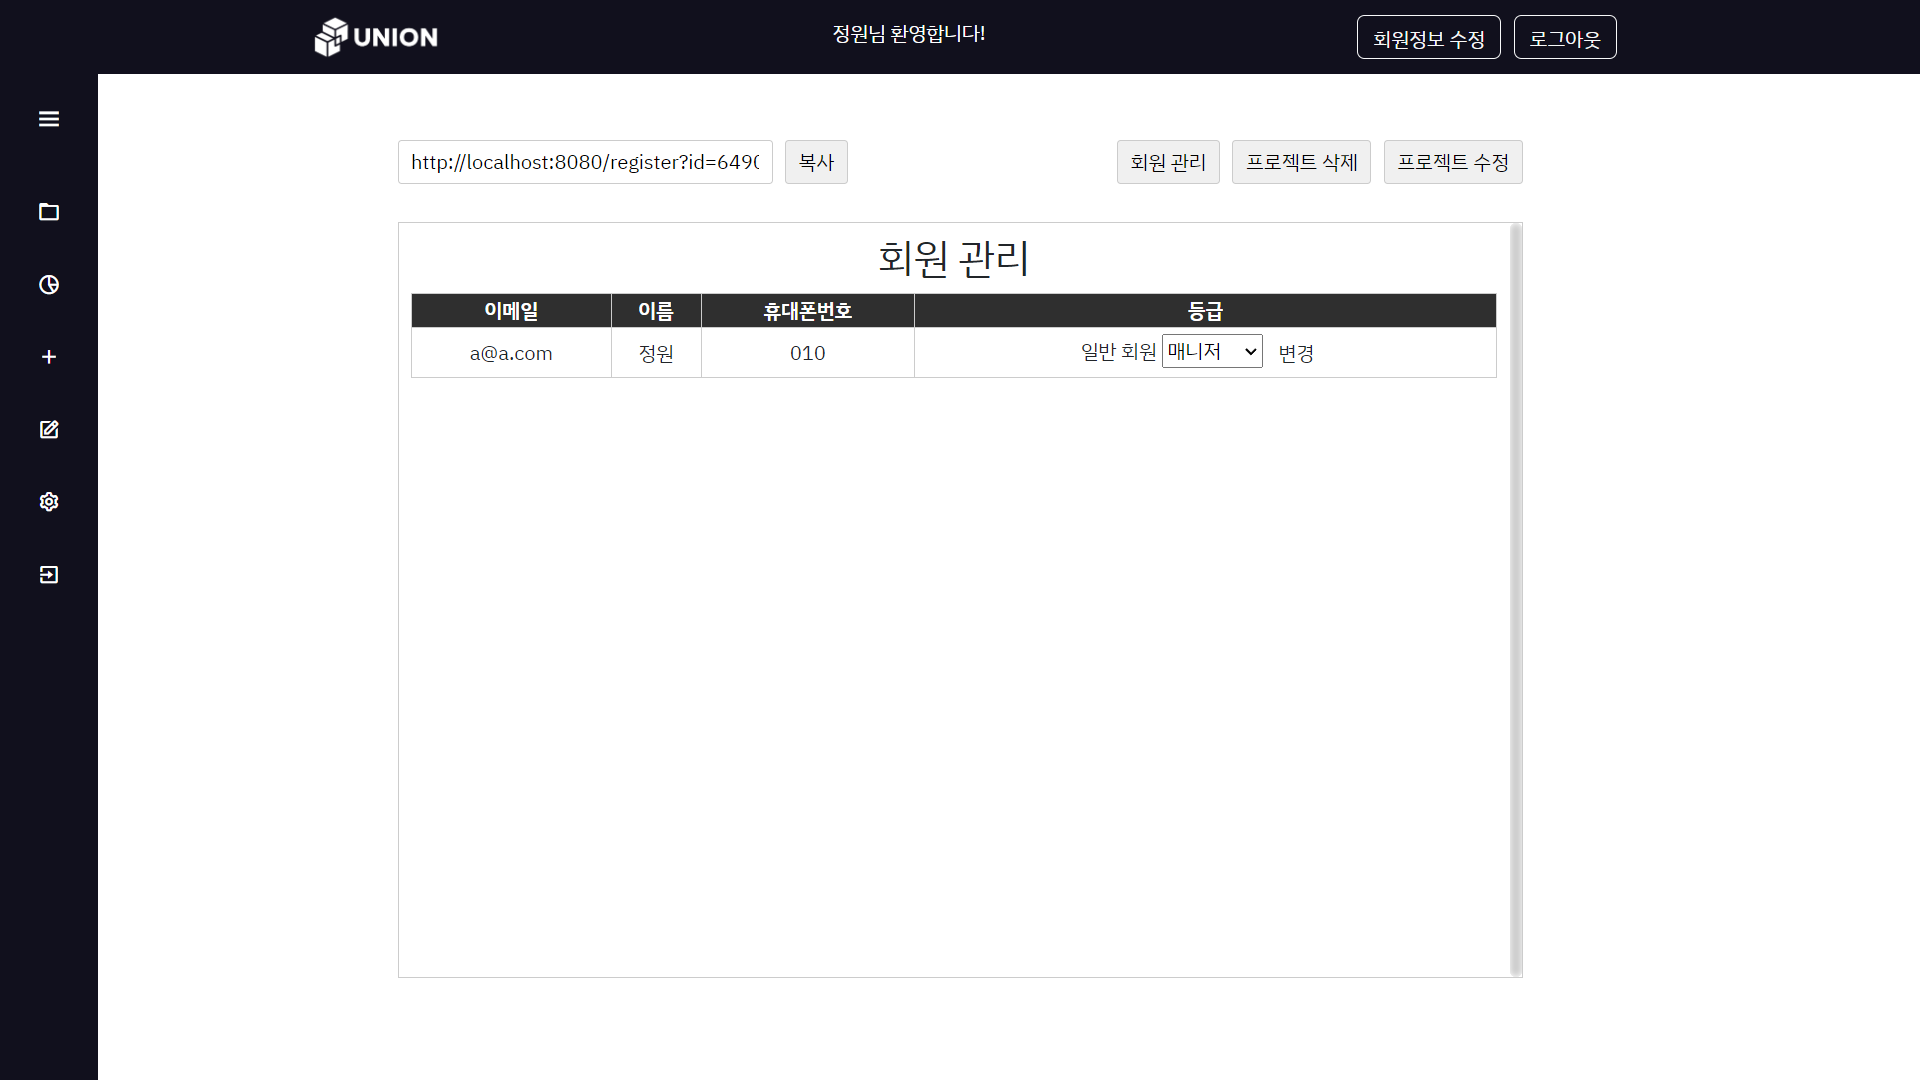 UNION
정원님 환영합니다!
회원정보 수정
로그아웃
http://localhost:8080/register?id=649
복사
회원 관리
프로젝트 삭제
프로젝트 수정
회원 관리
이메일 이름 휴대폰번호 등급
a@a.com 정원 010 일반 회원 매니저 변경